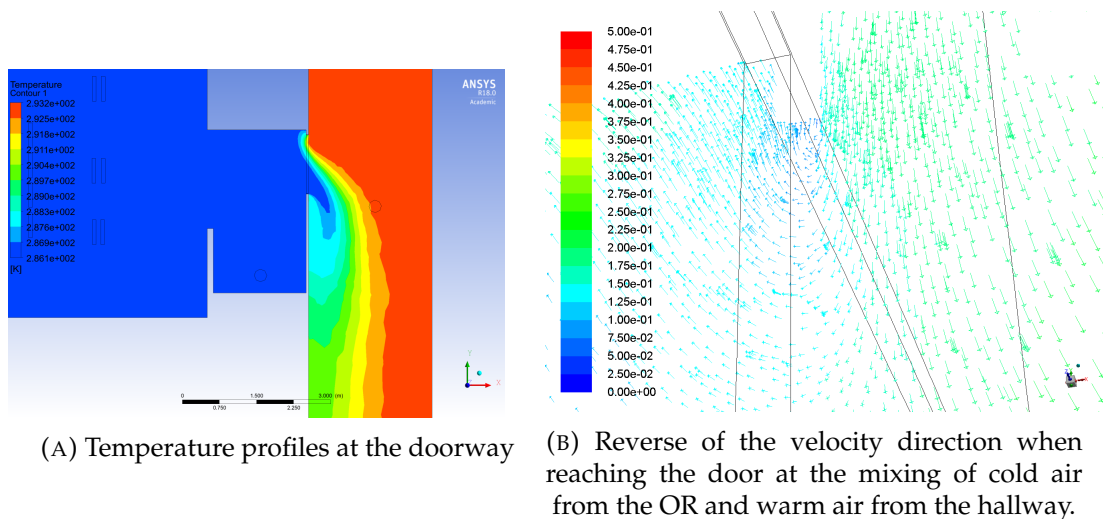 Temperature
Contour 1
2.932e+002
2.925e+002
2.918e+002
2.911e+002
2.904e+002
2.897e+002
2.890e+002
2.883e+002
2.876e+002
2.869e+002
2.861e+002
[K]
ANSYS
R18.0
Academic
Y
X
0
1.500
3.000 (m)
0.750
2.250
(A) Temperature profiles at the doorway
5.00e-01
4.75e-01
4.50e-01
4.25e-01
4.00e-01
3.75e-01
3.50e-01
3.25e-01
3.00e-01
2.75e-01
2.50e-01
2.25e-01
2.00e-01
1.75e-01
1.50e-01
1.25e-01
1.00e-01
7.50e-02
5.00e-02
2.50e-02
0.00e+00
(B) Reverse of the velocity direction when
reaching the door at the mixing of cold air
from the OR and warm air from the hallway.